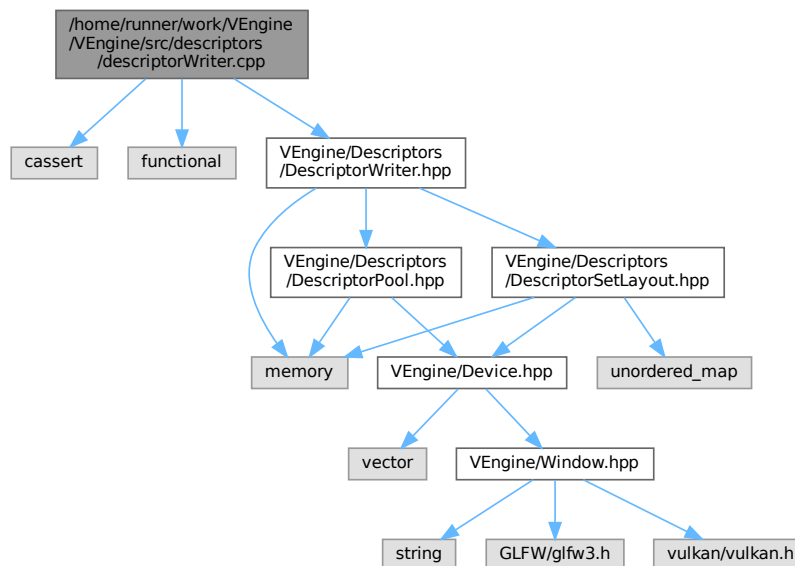 /home/runner/work/VEngine
/VEngine/src/descriptors
/descriptorWriter.cpp
cassert
functional
VEngine/Descriptors
/DescriptorWriter.hpp
VEngine/Descriptors
/DescriptorPool.hpp
VEngine/Descriptors
/DescriptorSetLayout.hpp
memory
VEngine/Device.hpp
unordered_map
vector
VEngine/Window.hpp
string
GLFW/glfw3.h
vulkan/vulkan.h